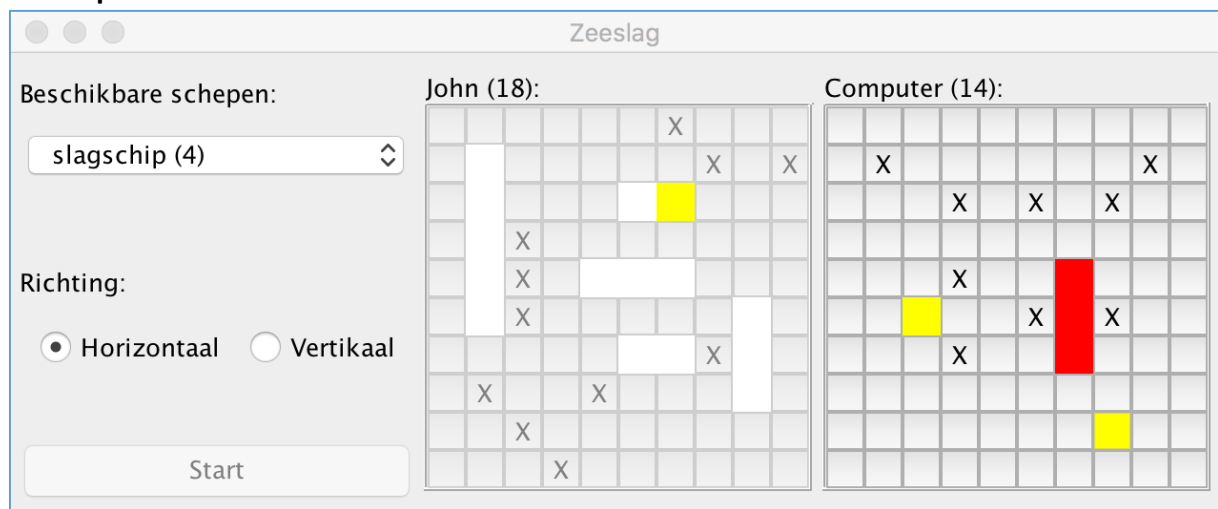 Zeeslag
Beschikbare schepen:
slagschip (4)
Richting:
Horizontaal
Vertikaal
Start
John (18):
X
X X
X
X
X
X
X X
X
X
Computer (14):
X X
X X X
X
X X
X